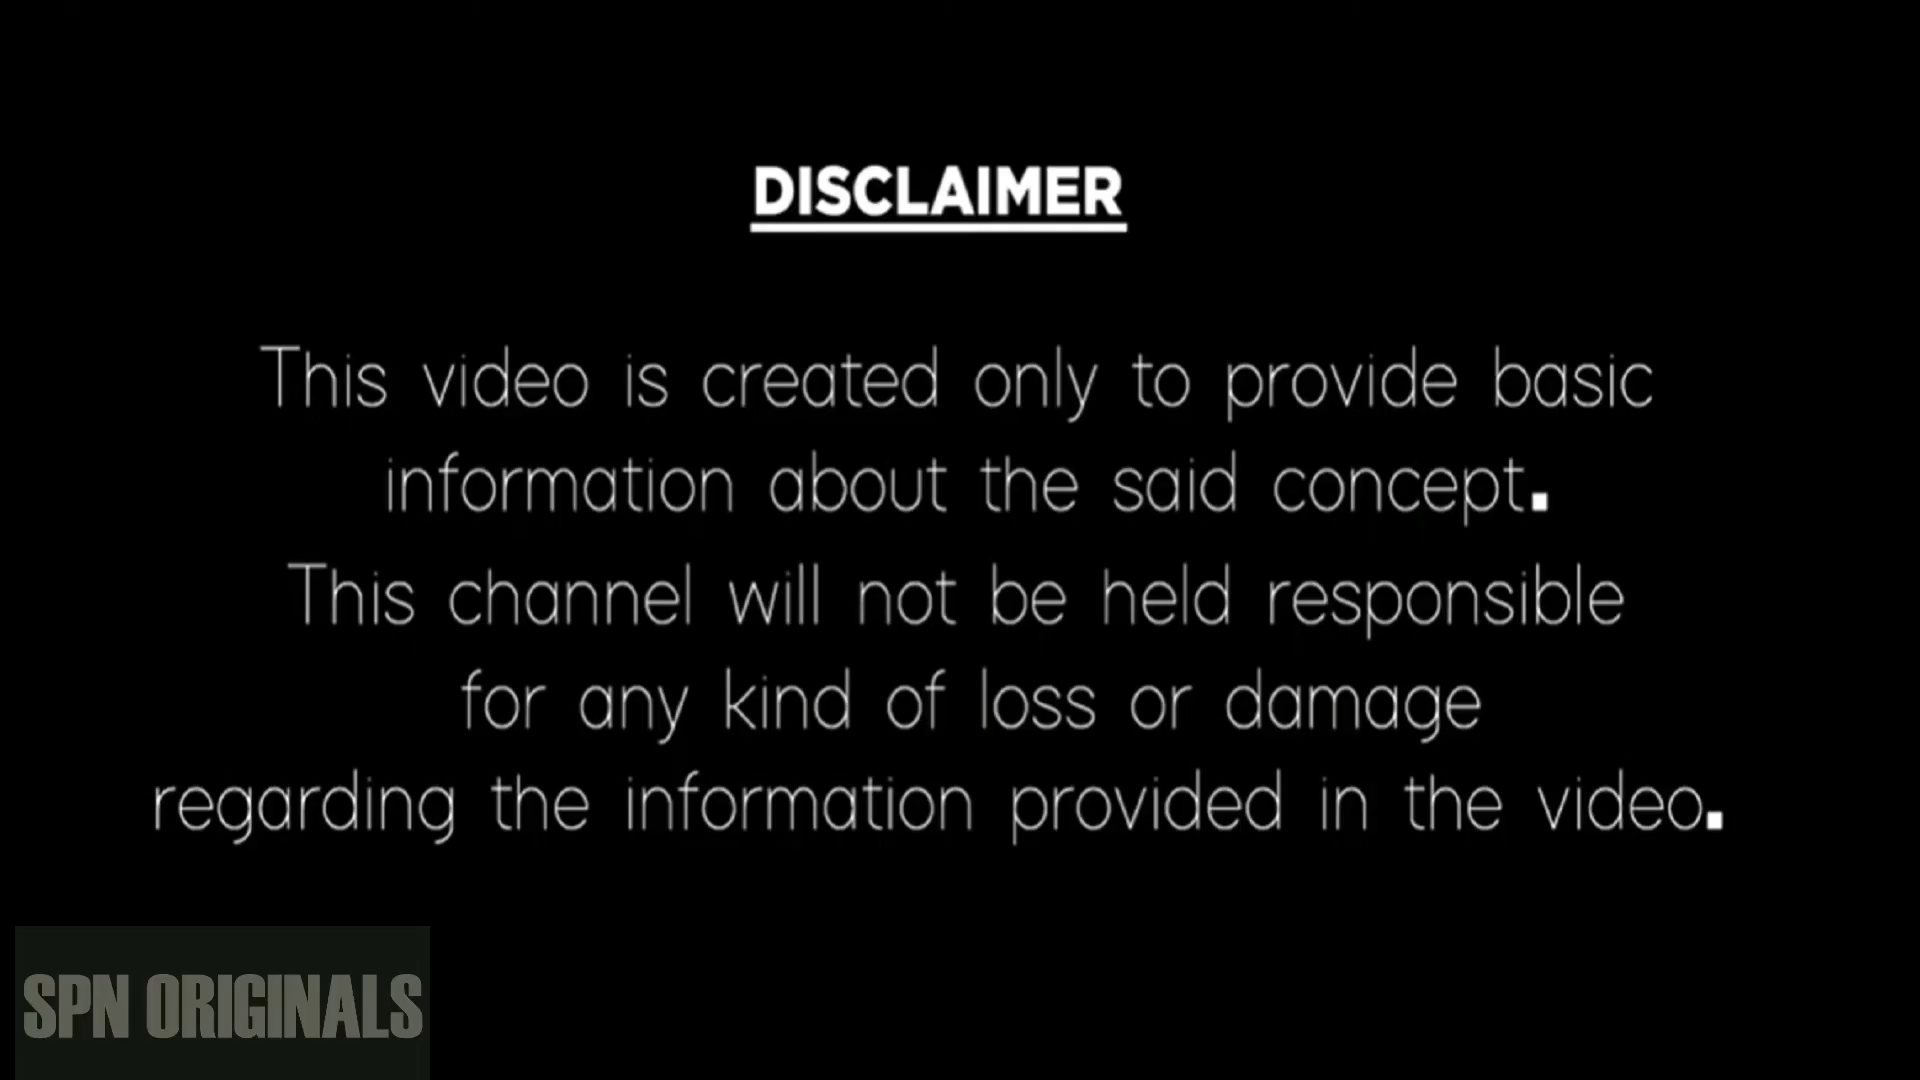 DISCLAIMER
This video is created only to provide basic
information about the said concept.
This channel will not be held responsible
for any kind of loss or damage
regarding the information provided in the video.
SPN ORIGINALS